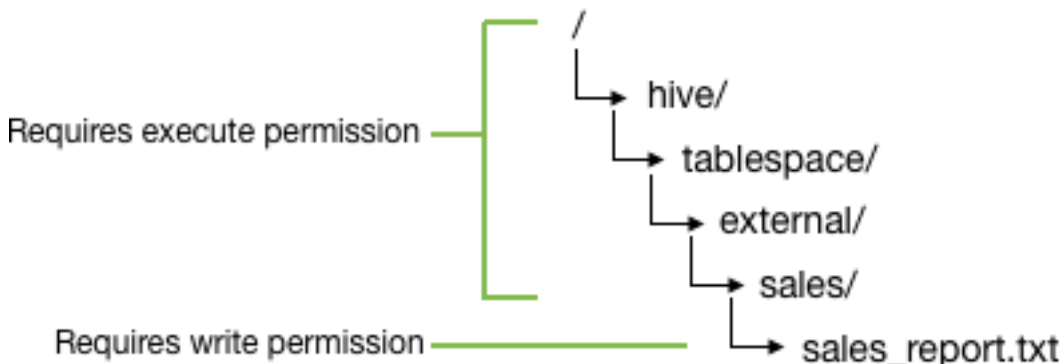 /
hive/
Requires execute permission
tablespace/
external/
sales/
Requires write permission
sales_report.txt